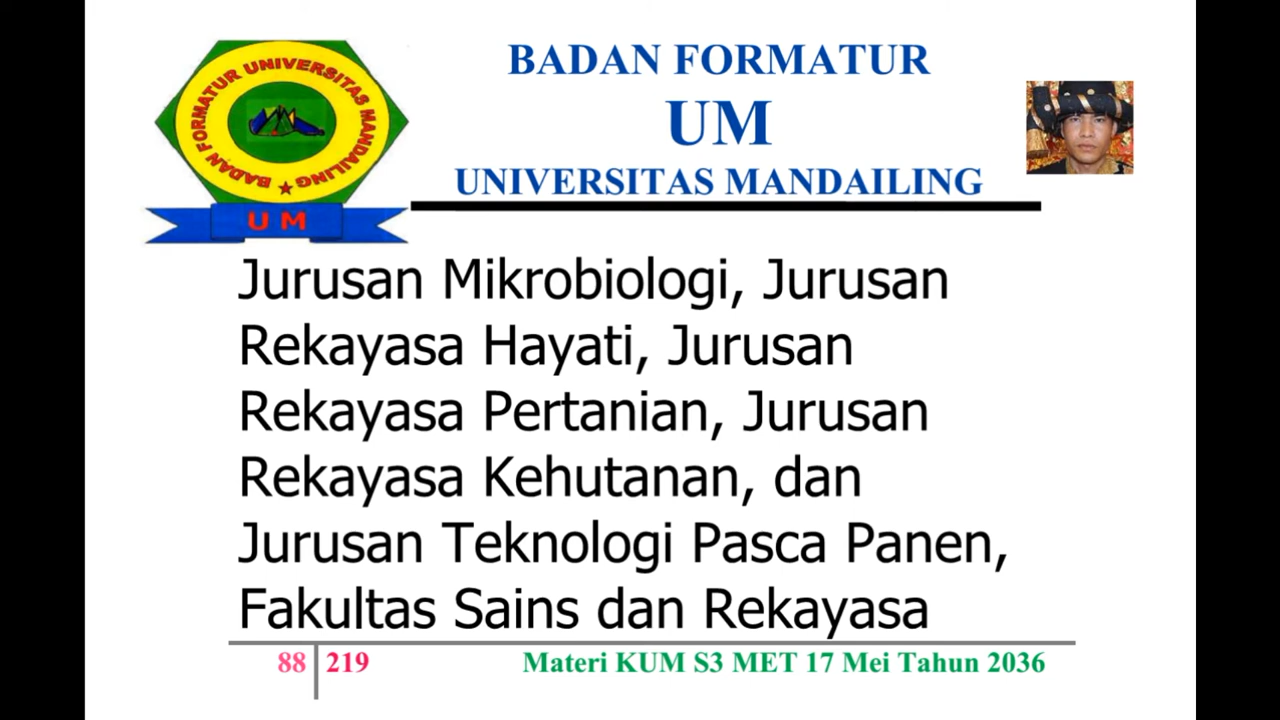 BADAN FORMATUR UNIVERSITAS MANDAILING
BADAN FORMATUR
UM
UNIVERSITAS MANDAILING
U M
Jurusan Mikrobiologi, Jurusan
Rekayasa Hayati, Jurusan
Rekayasa Pertanian, Jurusan
Rekayasa Kehutanan, dan
Jurusan Teknologi Pasca Panen,
Fakultas Sains dan Rekayasa
88 219 Materi KUM S3 MET 17 Mei Tahun 2036